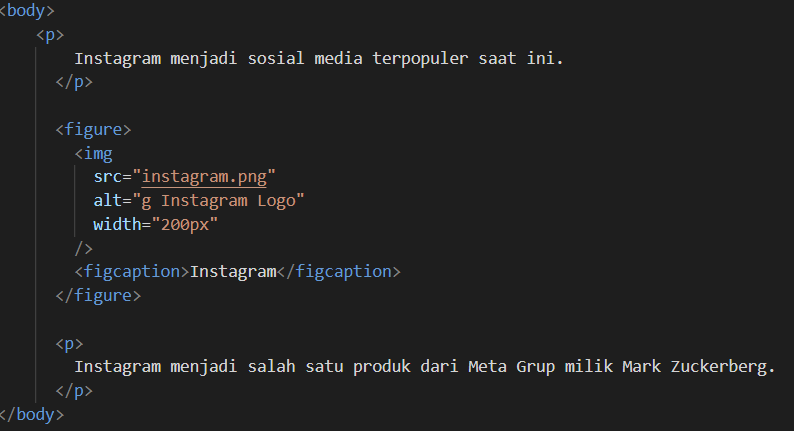 <body>
<p>
Instagram menjadi sosial media terpopuler saat ini.
</p>
<figure>
<img
src="instagram.png"
alt="g Instagram Logo"
width="200px"
/>
<figcaption>Instagram</figcaption>
</figure>
<p>
Instagram menjadi salah satu produk dari Meta Grup milik Mark Zuckerberg.
</p>
</body>